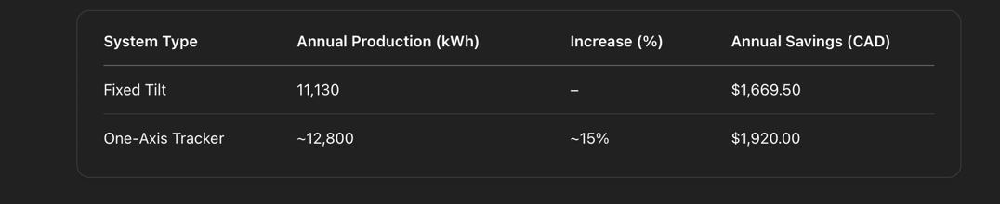 System Type Annual Production (kWh) Increase (%) Annual Savings (CAD)
Fixed Tilt 11,130 – $1,669.50
One-Axis Tracker ~12,800 ~15% $1,920.00